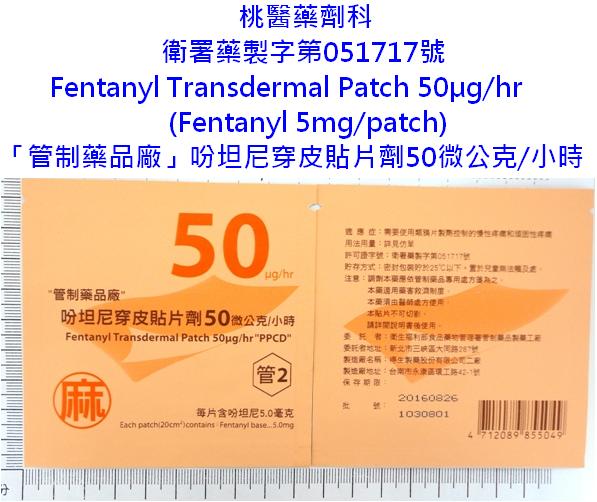 桃醫藥劑科
衛署藥製字第051717號
Fentanyl Transdermal Patch 50μg/hr
(Fentanyl 5mg/patch)
「管制藥品廠」吩坦尼穿皮貼片劑50微公克/小時
50
μg/hr
"管制藥品廠"
吩坦尼穿皮貼片劑50微公克/小時
Fentanyl Transdermal Patch 50μg/hr"PPCD"
管2
麻
每片含吩坦尼5.0毫克
Each patch(20cm²)contains : Fentanyl base...5.0mg
適應症：需要使用類鴉片製劑控制的慢性疼痛和頑固性疼痛
用法用量：詳見仿單
許可證字號：衛署藥製字第051717號
貯存方式：密封包裝貯於25℃以下，置於兒童無法觸及處。
注意：調劑本藥應依管制藥品專用處方箋為之。
本藥適用藥害救濟制度。
本藥須由醫師處方使用。
本貼片不可切割。
請詳閱說明書後使用。
委託者：衛生福利部食品藥物管理署管制藥品製藥工廠
委託者地址：新北市三峽區大同路287號
製造廠名稱：得生製藥股份有限公司二廠
製造廠地址：台南市永康區環工路42-1號
保存期限：
20160826
批號：
1030801
4 712089 855049
分